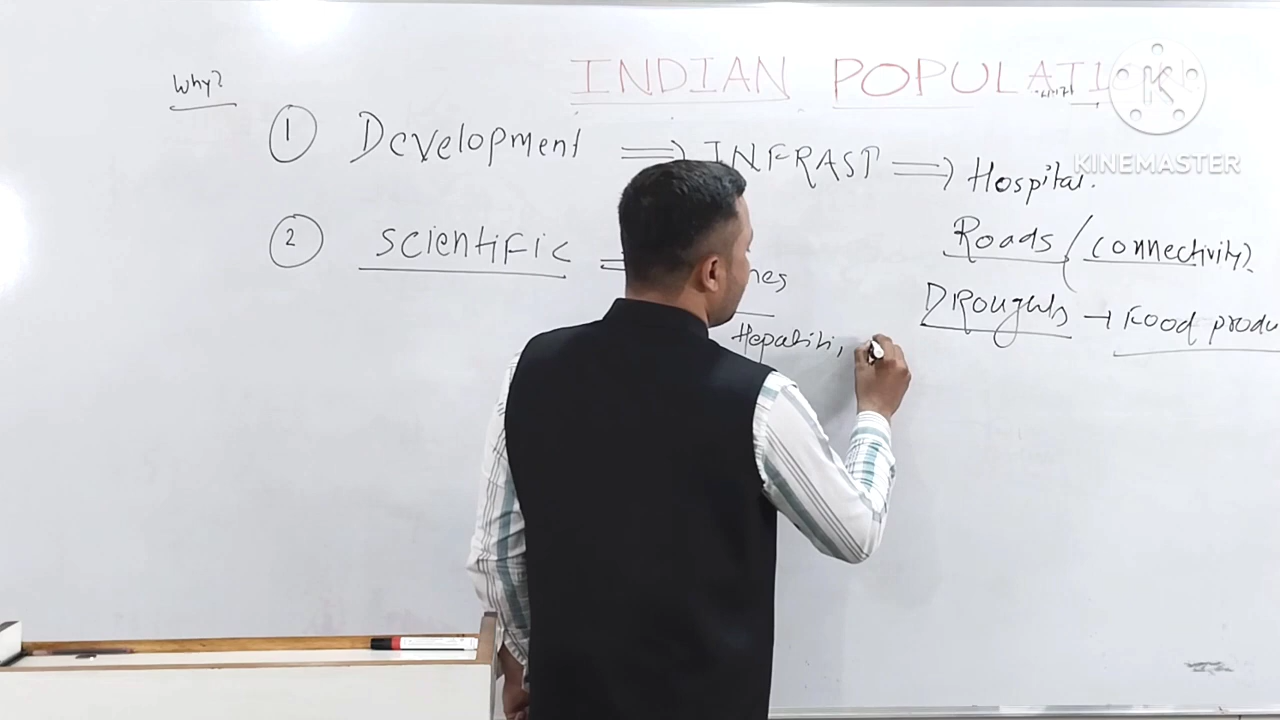 INDIAN POPULATI
Why?
1 Development ⇒ INFRAST ⇒ Hospital.
KINEMASTER
2 Scientific ⇒ nes
Roads / (connectivity)
Droughts → Food produ
Hepatiti,